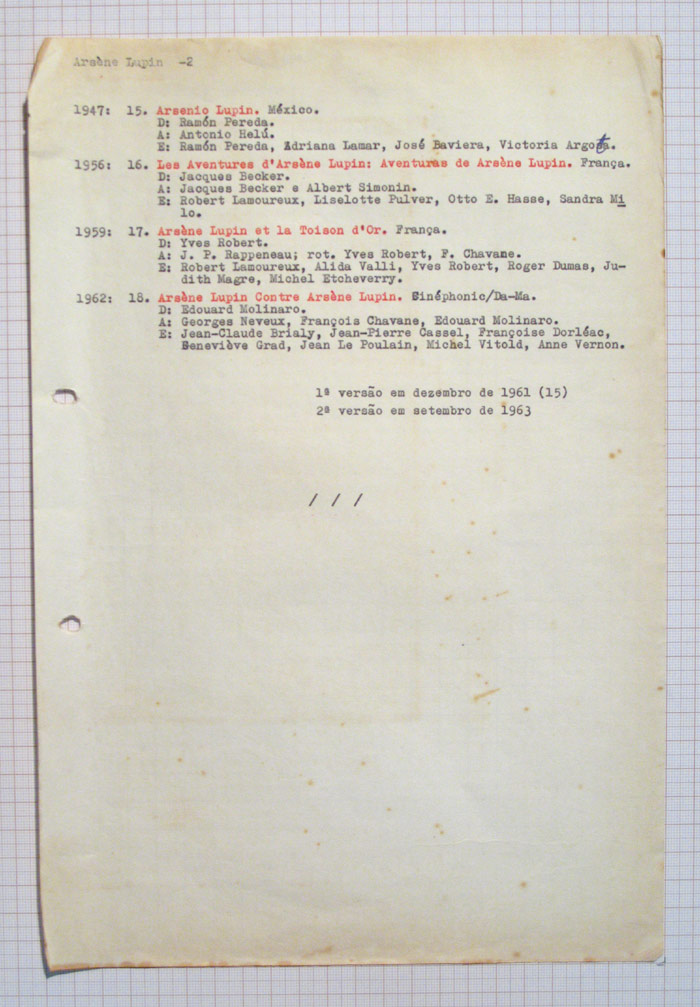 Arsène Lupin -2
1947: 15. Arsenio Lupin. México.
D: Ramón Pereda.
A: Antonio Helú.
E: Ramón Pereda, Adriana Lamar, José Baviera, Victoria Argota.
1956: 16. Les Aventures d'Arsène Lupin: Aventuras de Arsène Lupin. França.
D: Jacques Becker.
A: Jacques Becker e Albert Simonin.
E: Robert Lamoureux, Liselotte Pulver, Otto E. Hasse, Sandra Mi
lo.
1959: 17. Arsène Lupin et la Toison d'Or. França.
D: Yves Robert.
A: J. P. Rappeneau; rot. Yves Robert, F. Chavane.
E: Robert Lamoureux, Alida Valli, Yves Robert, Roger Dumas, Ju-
dith Magre, Michel Etcheverry.
1962: 18. Arsène Lupin Contre Arsène Lupin. Sinéphonic/Da-Ma.
D: Edouard Molinaro.
A: Georges Neveux, François Chavane, Edouard Molinaro.
E: Jean-Claude Brialy, Jean-Pierre Cassel, Françoise Dorléac,
Seneviève Grad, Jean Le Poulain, Michel Vitold, Anne Vernon.
1ª versão em dezembro de 1961 (15)
2ª versão em setembro de 1963
/ / /